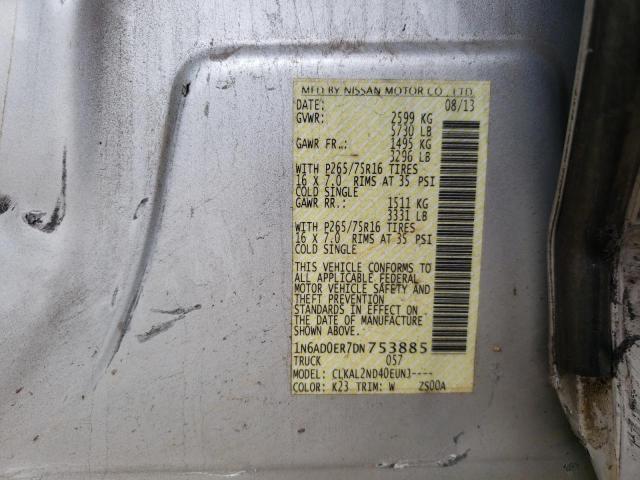 MFD BY NISSAN MOTOR CO., LTD.
DATE: 08/13
GVWR: 2599 KG
5730 LB
GAWR FR.: 1495 KG
3296 LB
WITH P265/75R16 TIRES
16 X 7.0 RIMS AT 35 PSI
COLD SINGLE
GAWR RR.: 1511 KG
3331 LB
WITH P265/75R16 TIRES
16 X 7.0 RIMS AT 35 PSI
COLD SINGLE
THIS VEHICLE CONFORMS TO
ALL APPLICABLE FEDERAL
MOTOR VEHICLE SAFETY AND
THEFT PREVENTION
STANDARDS IN EFFECT ON
THE DATE OF MANUFACTURE
SHOWN ABOVE.
1N6AD0ER7DN753885
TRUCK 057
MODEL: CLKAL2ND40EUNJ----
COLOR: K23 TRIM: W ZS00A